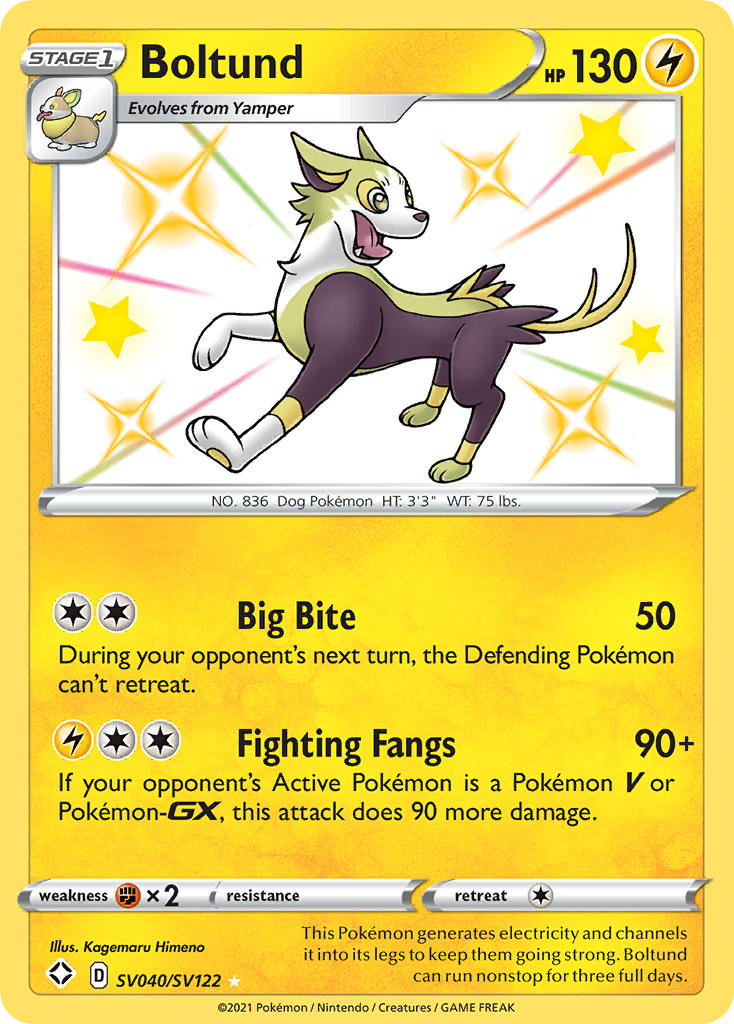 STAGE1
Boltund
HP 130
Evolves from Yamper
NO. 836 Dog Pokémon HT: 3'3" WT: 75 lbs.
Big Bite 50
During your opponent's next turn, the Defending Pokémon
can't retreat.
Fighting Fangs 90+
If your opponent's Active Pokémon is a Pokémon V or
Pokémon-GX, this attack does 90 more damage.
weakness ×2 resistance retreat
Illus. Kagemaru Himeno
D SV040/SV122
This Pokémon generates electricity and channels
it into its legs to keep them going strong. Boltund
can run nonstop for three full days.
©2021 Pokémon / Nintendo / Creatures / GAME FREAK